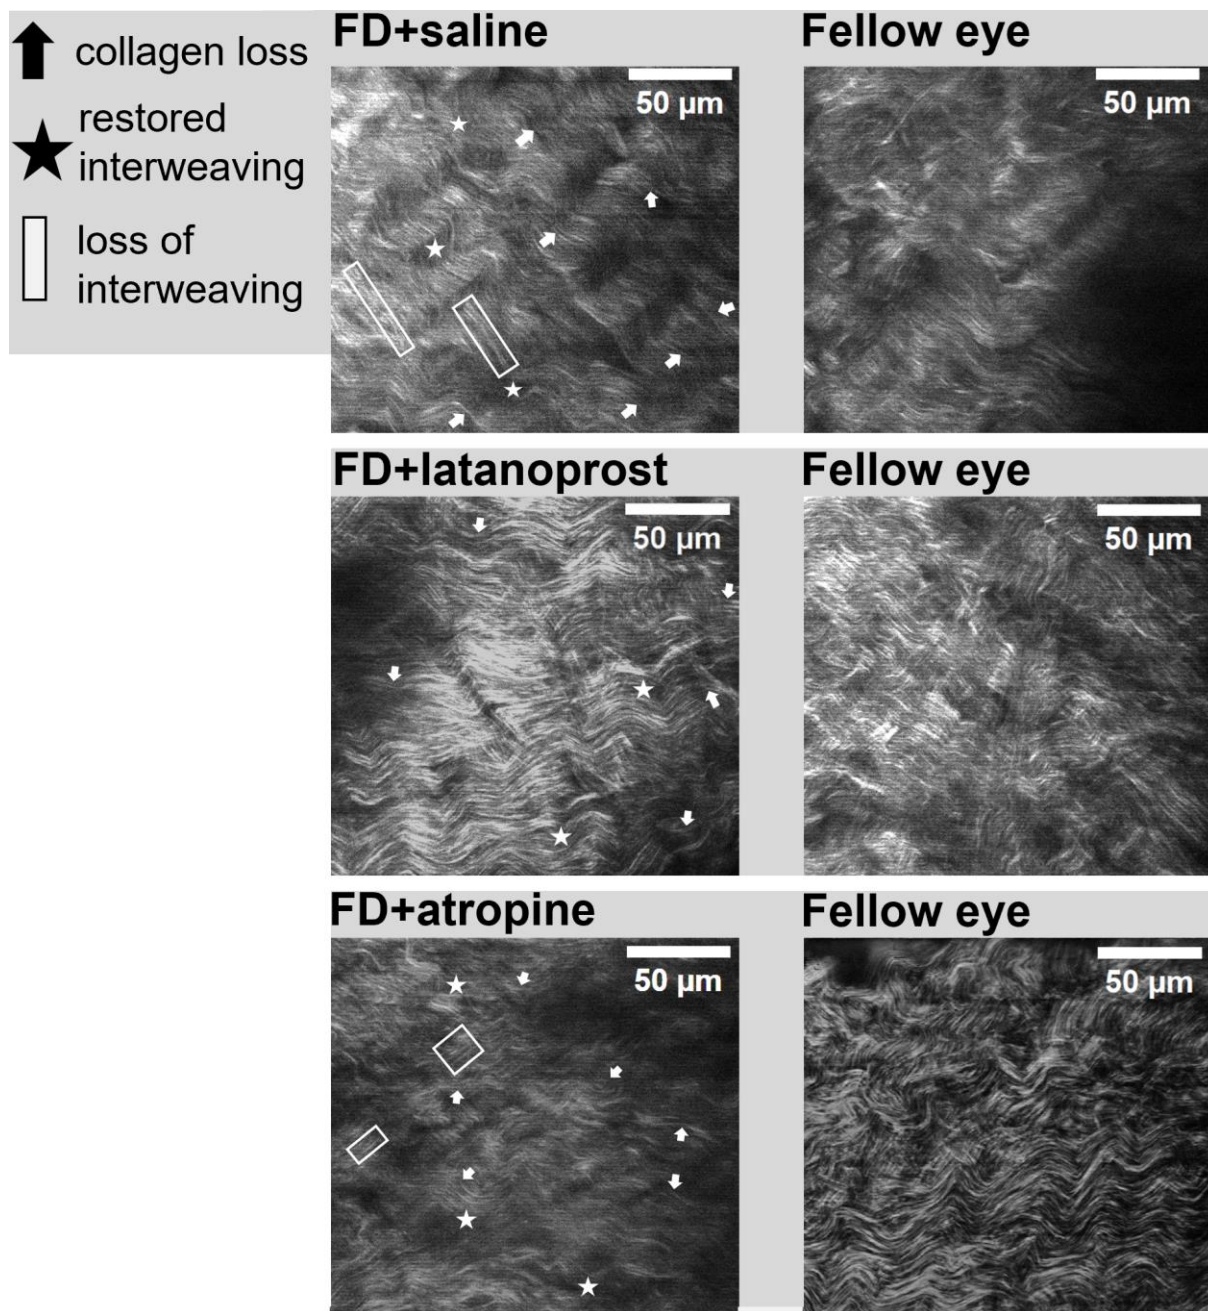 collagen loss
restored
interweaving
loss of
interweaving
FD+saline
Fellow eye
50 µm
50 µm
FD+latanoprost
Fellow eye
50 µm
50 µm
FD+atropine
Fellow eye
50 µm
50 µm